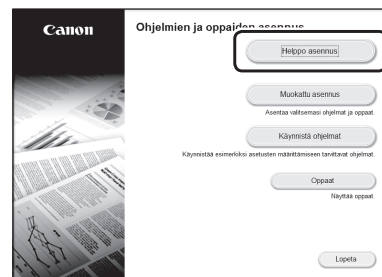 Canon
Ohjelmien ja oppaiden asennus
Helppo asennus
Muokattu asennus
Asentaa valitsemasi ohjelmat ja oppaat.
Käynnistä ohjelmat
Käynnistää esimerkiksi asetusten määrittämiseen tarvittavat ohjelmat.
Oppaat
Näyttää oppaat.
Lopeta